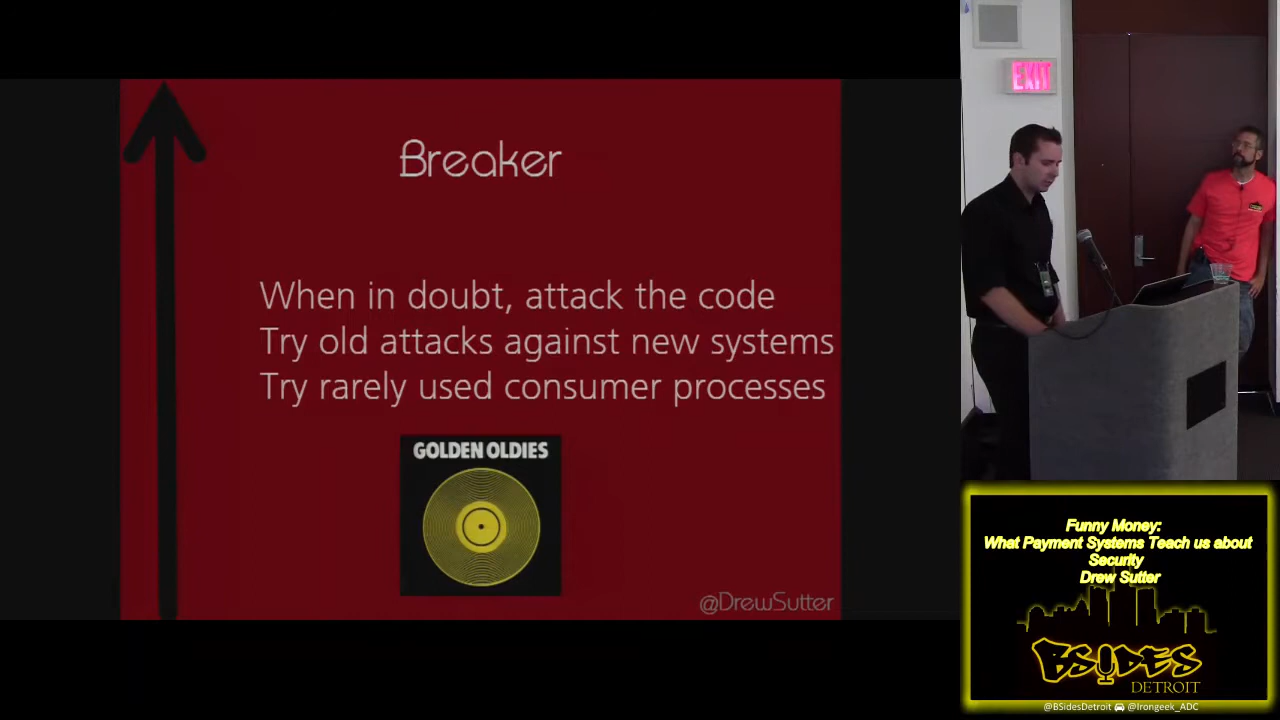 Breaker
When in doubt, attack the code
Try old attacks against new systems
Try rarely used consumer processes
GOLDEN OLDIES
@DrewSutter
EXIT
Funny Money:
What Payment Systems Teach us about
Security
Drew Sutter
BSIDES
DETROIT
@BSidesDetroit @Irongeek_ADC